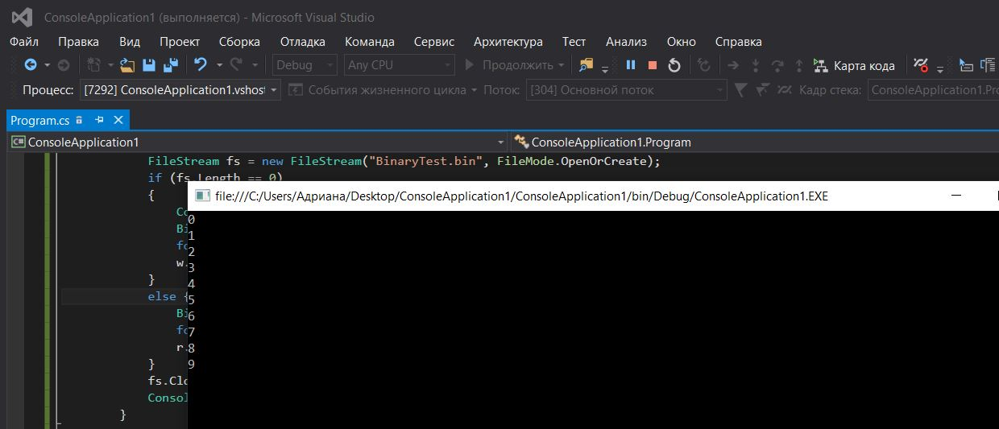 ConsoleApplication1 (выполняется) - Microsoft Visual Studio
Файл Правка Вид Проект Сборка Отладка Команда Сервис Архитектура Тест Анализ Окно Справка
Debug Any CPU Продолжить Карта кода
Процесс: [7292] ConsoleApplication1.vshost События жизненного цикла Поток: [304] Основной поток Кадр стека: ConsoleApplication1.Pro
Program.cs
C# ConsoleApplication1 ConsoleApplication1.Program
FileStream fs = new FileStream("BinaryTest.bin", FileMode.OpenOrCreate);
if (fs.Length == 0)
{
file:///C:/Users/Адриана/Desktop/ConsoleApplication1/ConsoleApplication1/bin/Debug/ConsoleApplication1.EXE
Co
0
Bi
1
fo
2
w.
3
}
4
else {
5
Bi
6
fo
7
r.
8
}
9
fs.Clo
Consol
}